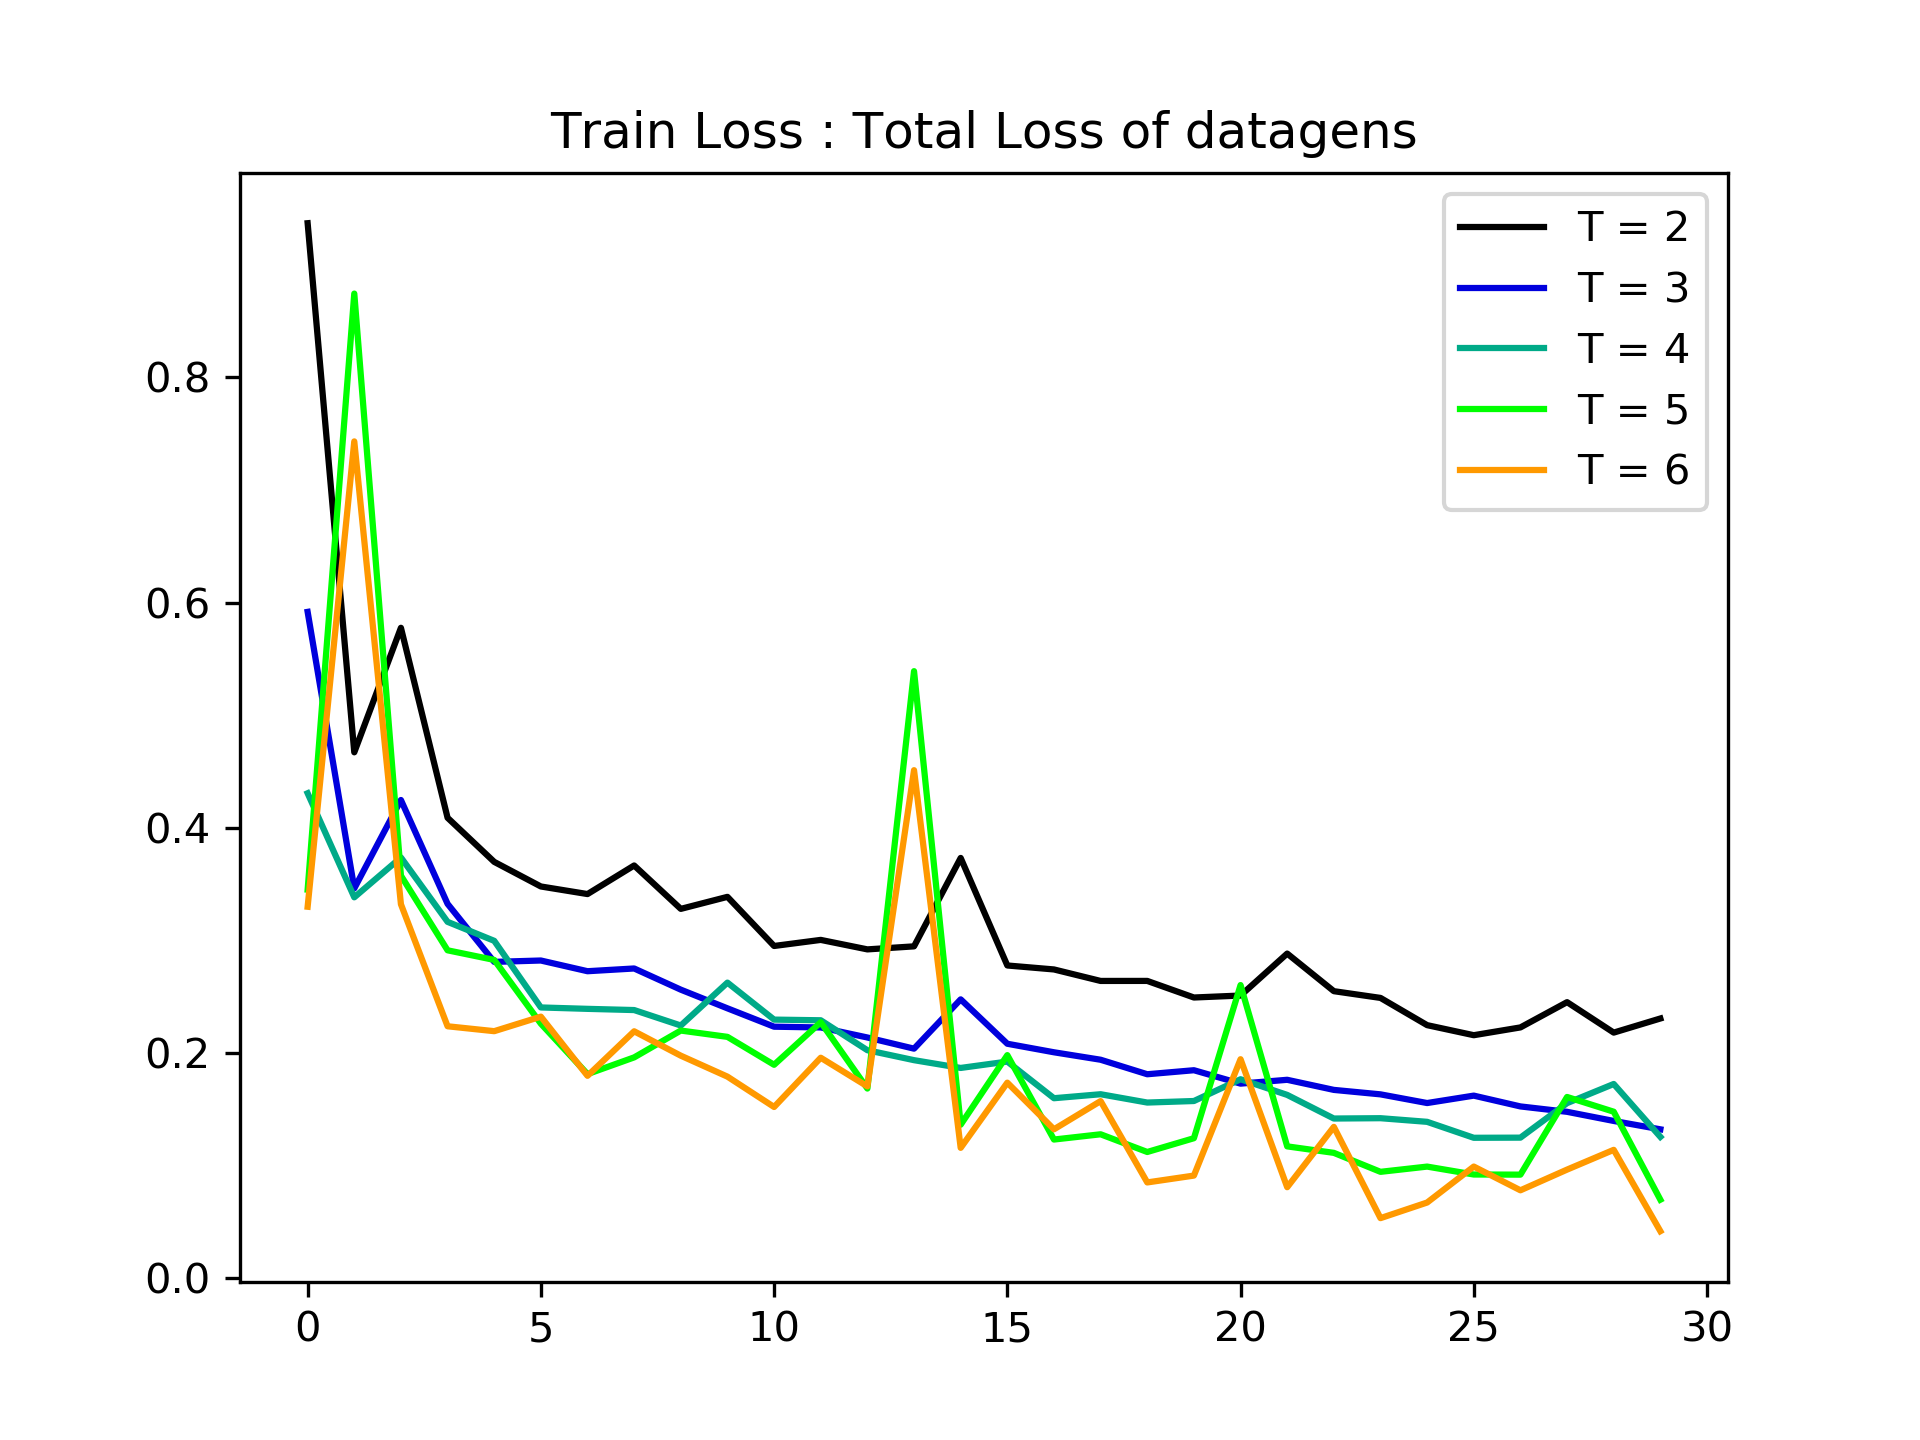 Train Loss : Total Loss of datagens
T = 2
T = 3
T = 4
T = 5
T = 6
0.8
0.6
0.4
0.2
0.0
0 5 10 15 20 25 30